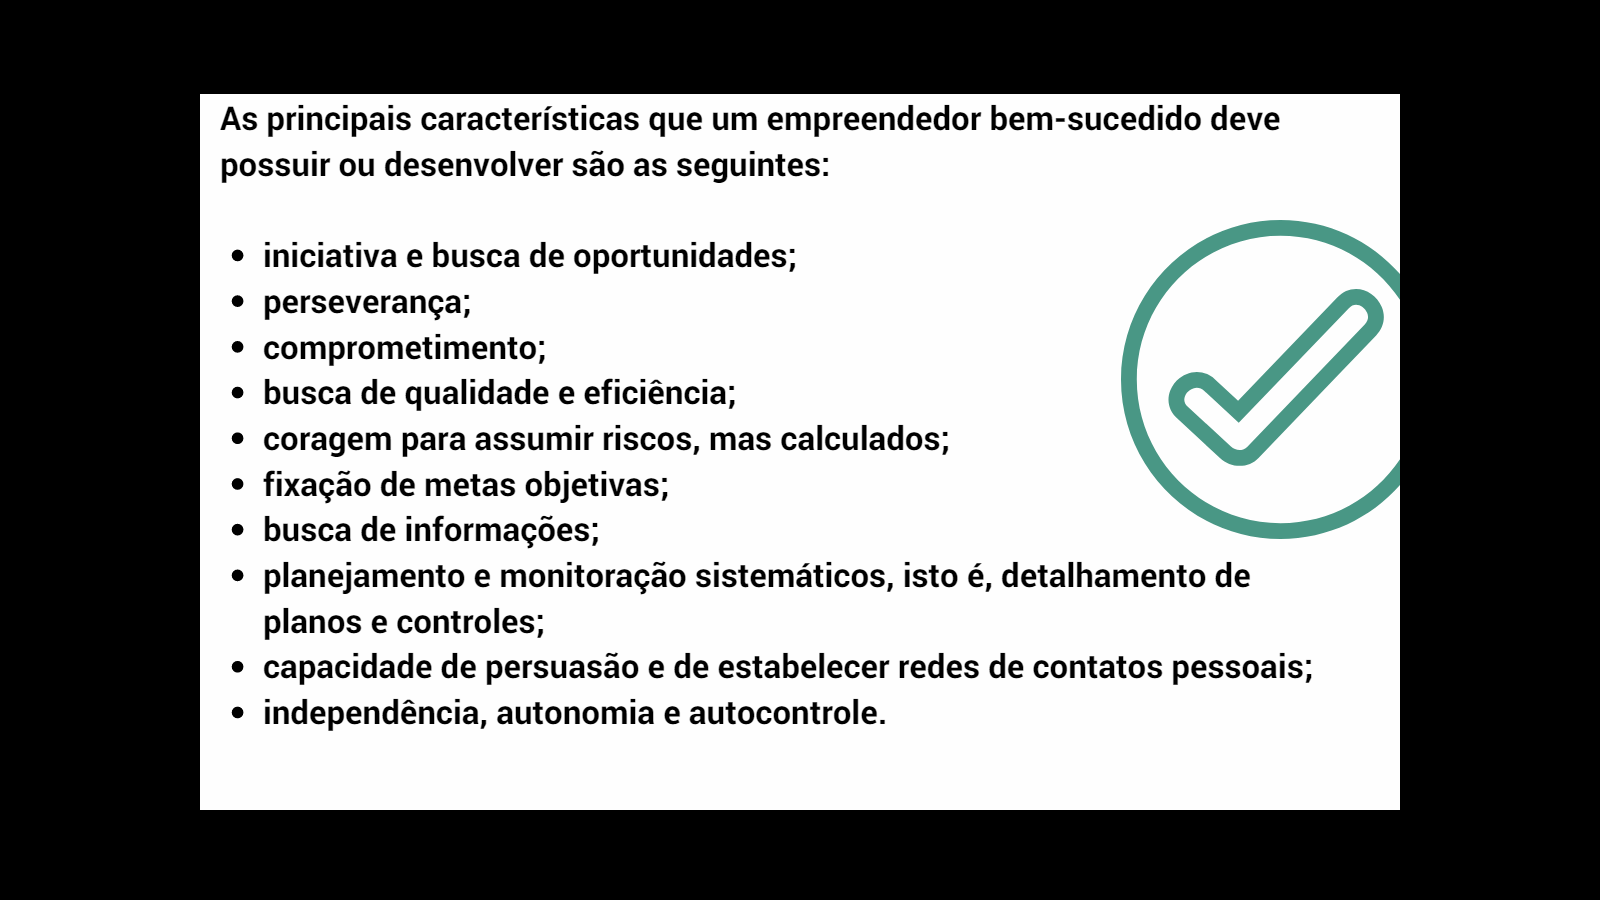 As principais características que um empreendedor bem-sucedido deve
possuir ou desenvolver são as seguintes:
• iniciativa e busca de oportunidades;
• perseverança;
• comprometimento;
• busca de qualidade e eficiência;
• coragem para assumir riscos, mas calculados;
• fixação de metas objetivas;
• busca de informações;
• planejamento e monitoração sistemáticos, isto é, detalhamento de
planos e controles;
• capacidade de persuasão e de estabelecer redes de contatos pessoais;
• independência, autonomia e autocontrole.